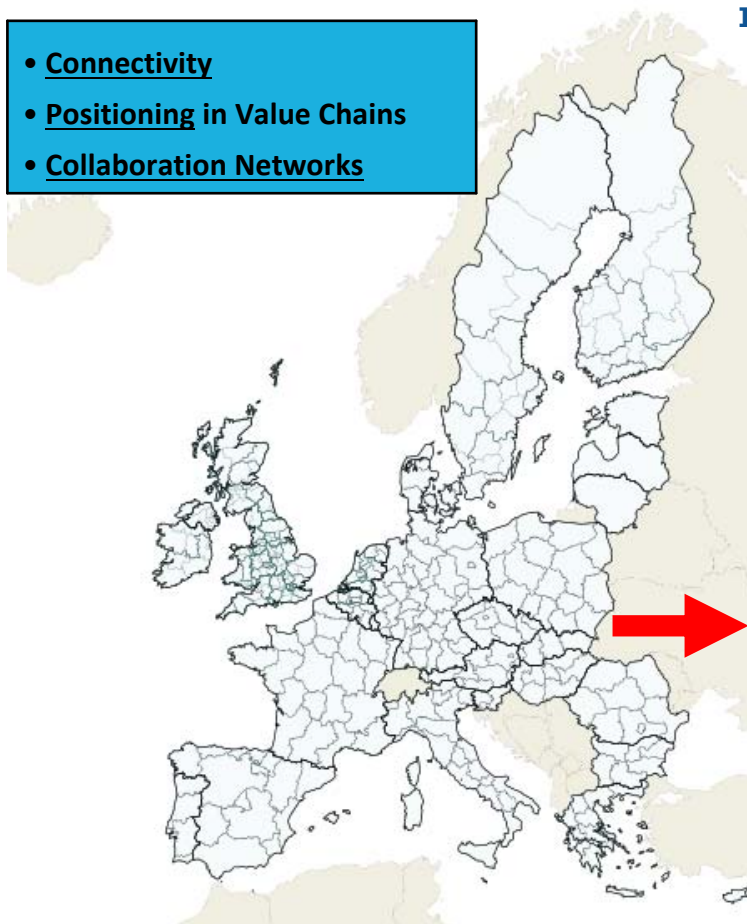 • Connectivity
• Positioning in Value Chains
• Collaboration Networks